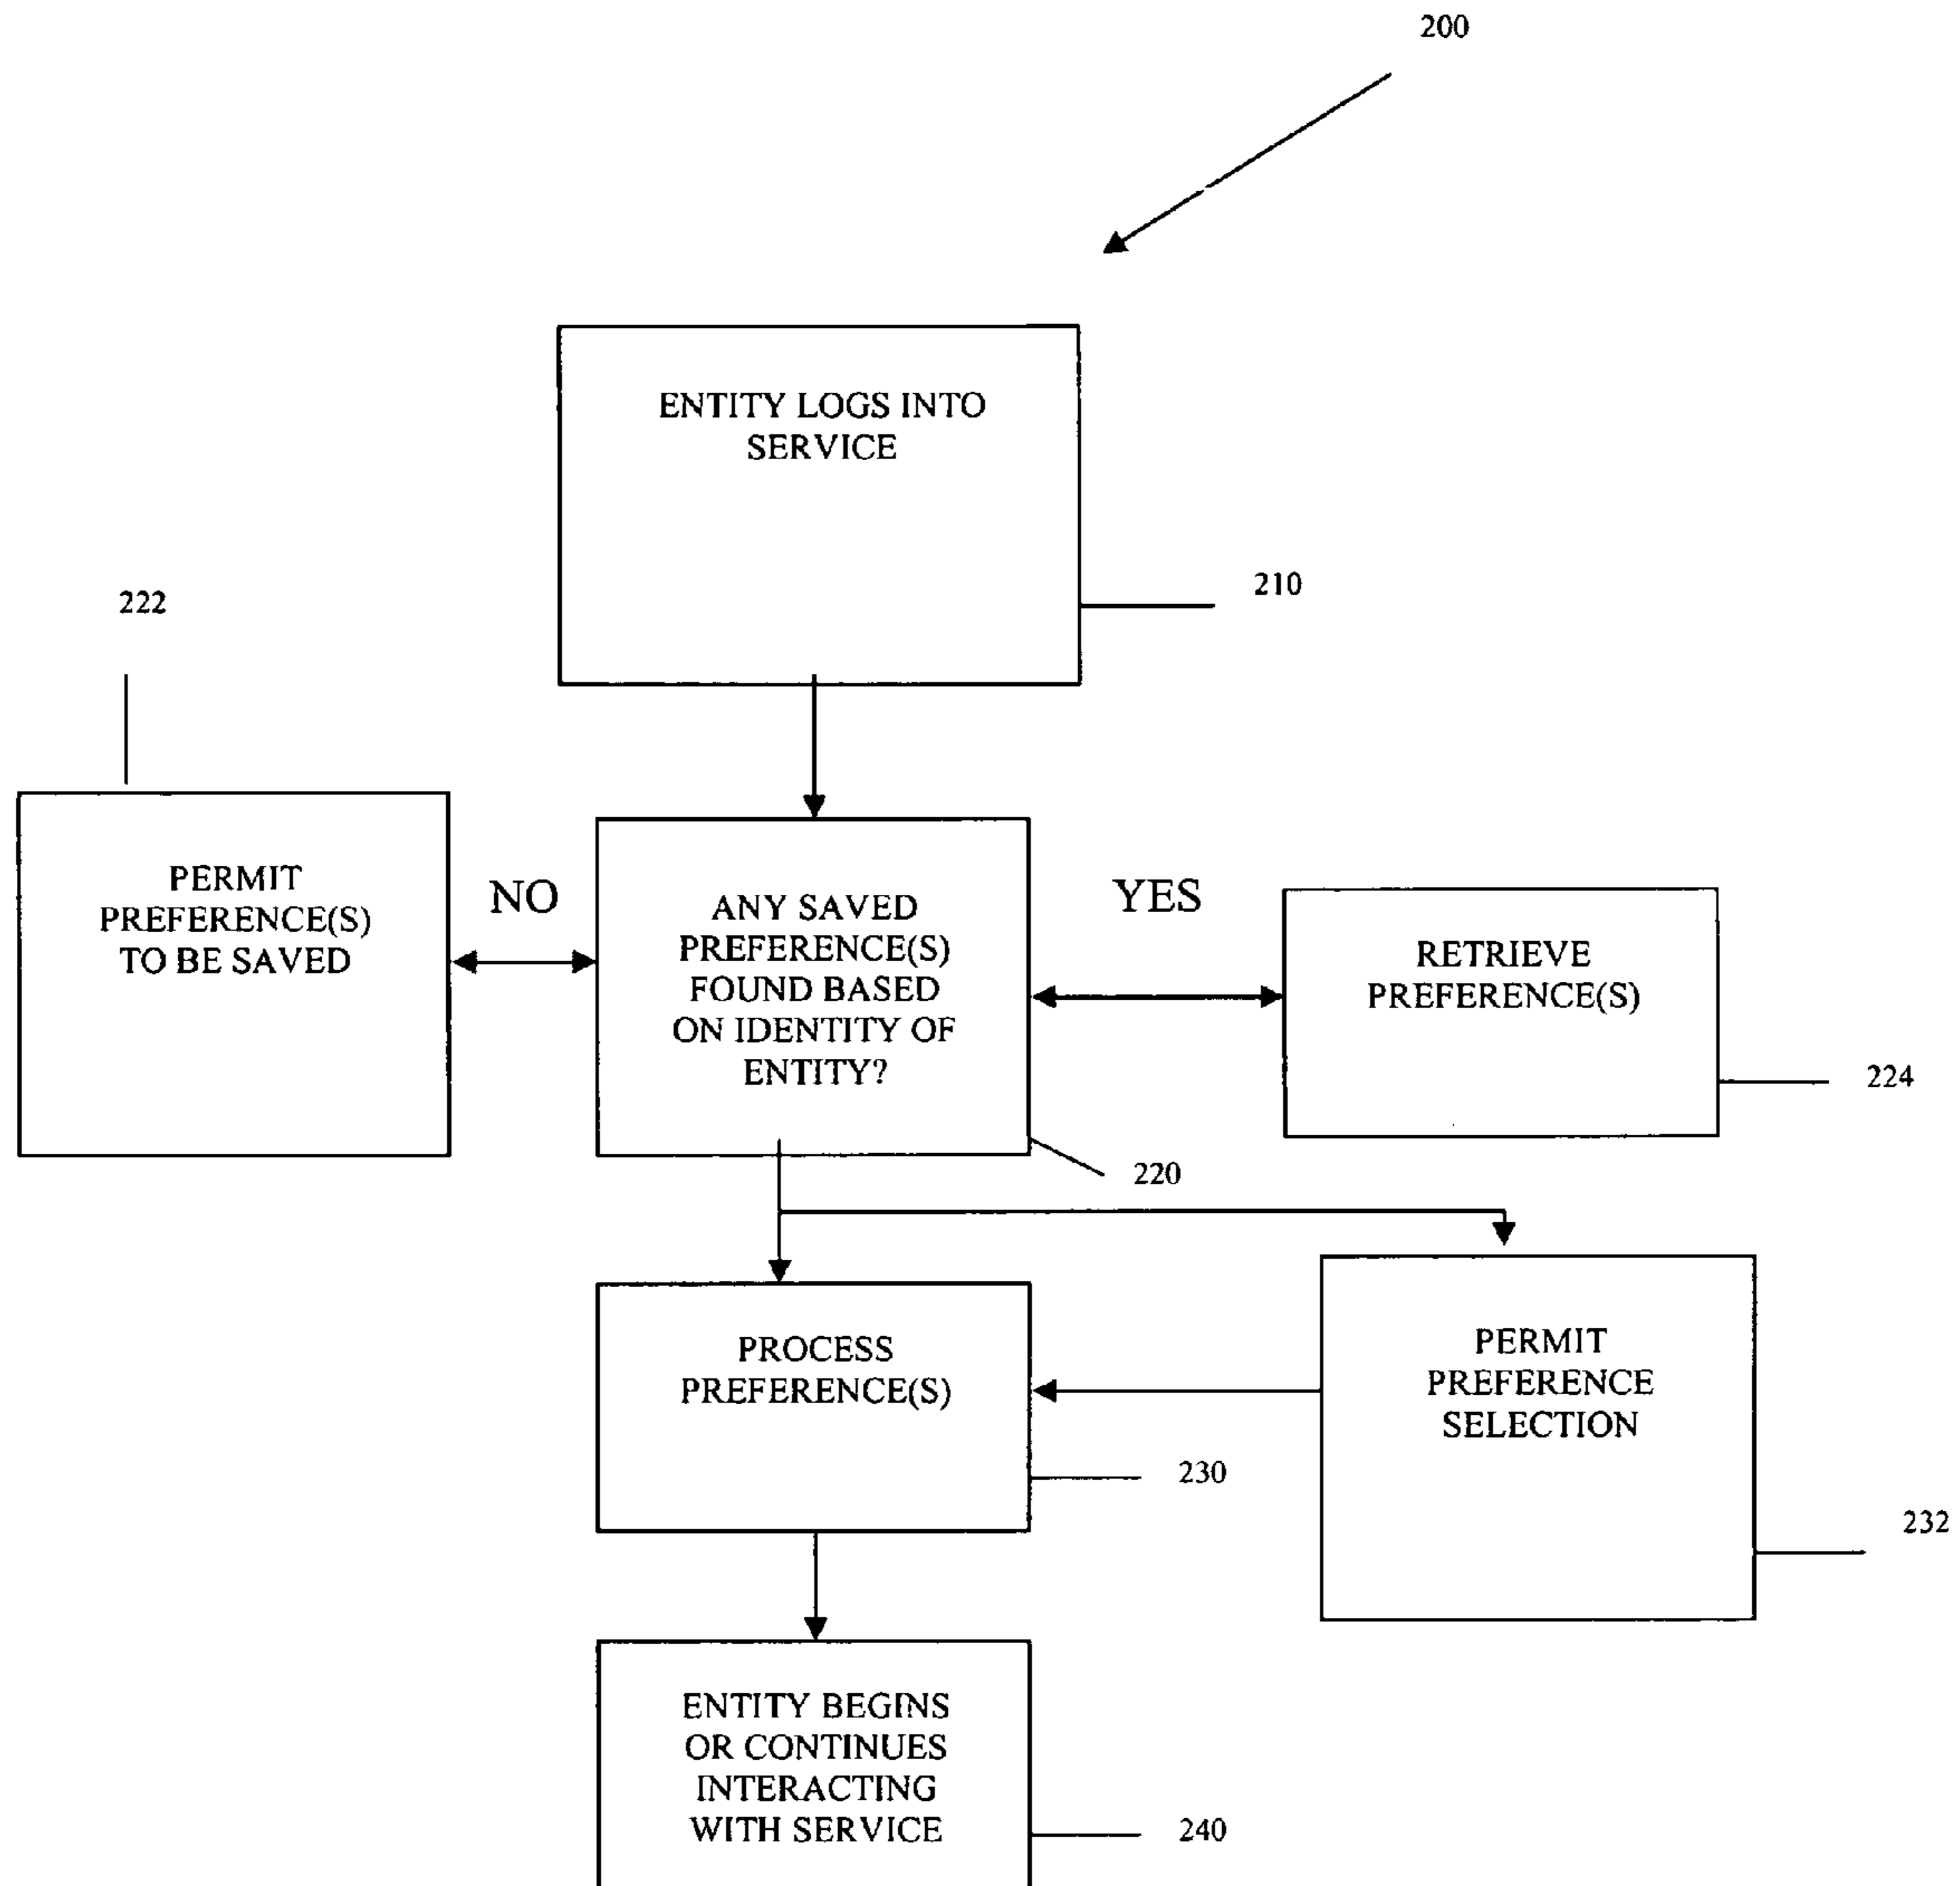 200
ENTITY LOGS INTO
SERVICE
210
222
PERMIT
PREFERENCE(S)
TO BE SAVED
NO
ANY SAVED
PREFERENCE(S)
FOUND BASED
ON IDENTITY OF
ENTITY?
YES
RETRIEVE
PREFERENCE(S)
224
220
PROCESS
PREFERENCE(S)
230
PERMIT
PREFERENCE
SELECTION
232
ENTITY BEGINS
OR CONTINUES
INTERACTING
WITH SERVICE
240